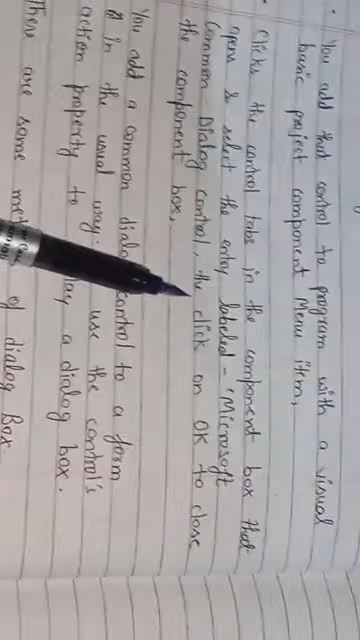 You add that control to program with a visual
basic project component Menu item,
Clicks the control tabs in the component box that
opens & select the entry labeled - 'Microsoft
Common Dialog control, the click on OK to close
the component box,
You add a common dialog control to a form
in the usual way. use the control's
action property to a dialog box.
There are some of dialog Box